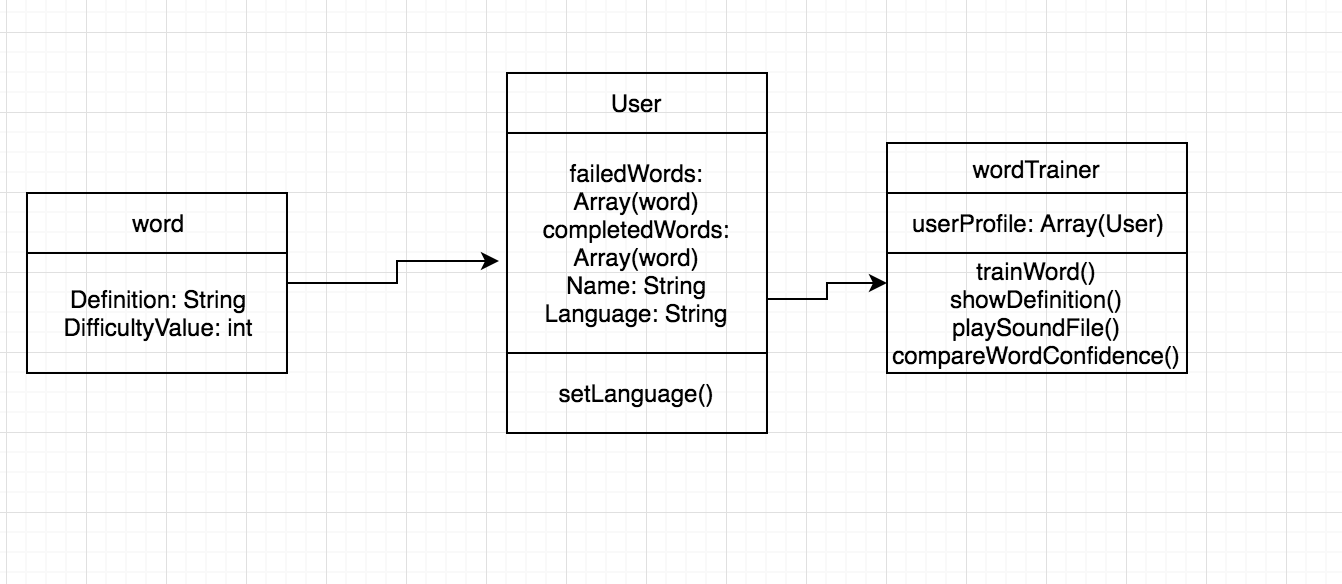 word
Definition: String
DifficultyValue: int
User
failedWords:
Array(word)
completedWords:
Array(word)
Name: String
Language: String
setLanguage()
wordTrainer
userProfile: Array(User)
trainWord()
showDefinition()
playSoundFile()
compareWordConfidence()